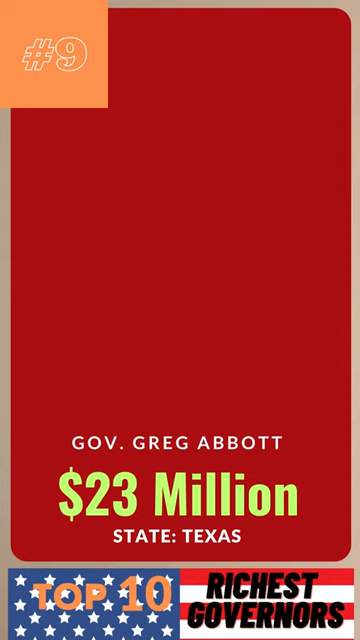 #9
GOV. GREG ABBOTT
$23 Million
STATE: TEXAS
TOP 10
RICHEST
GOVERNORS